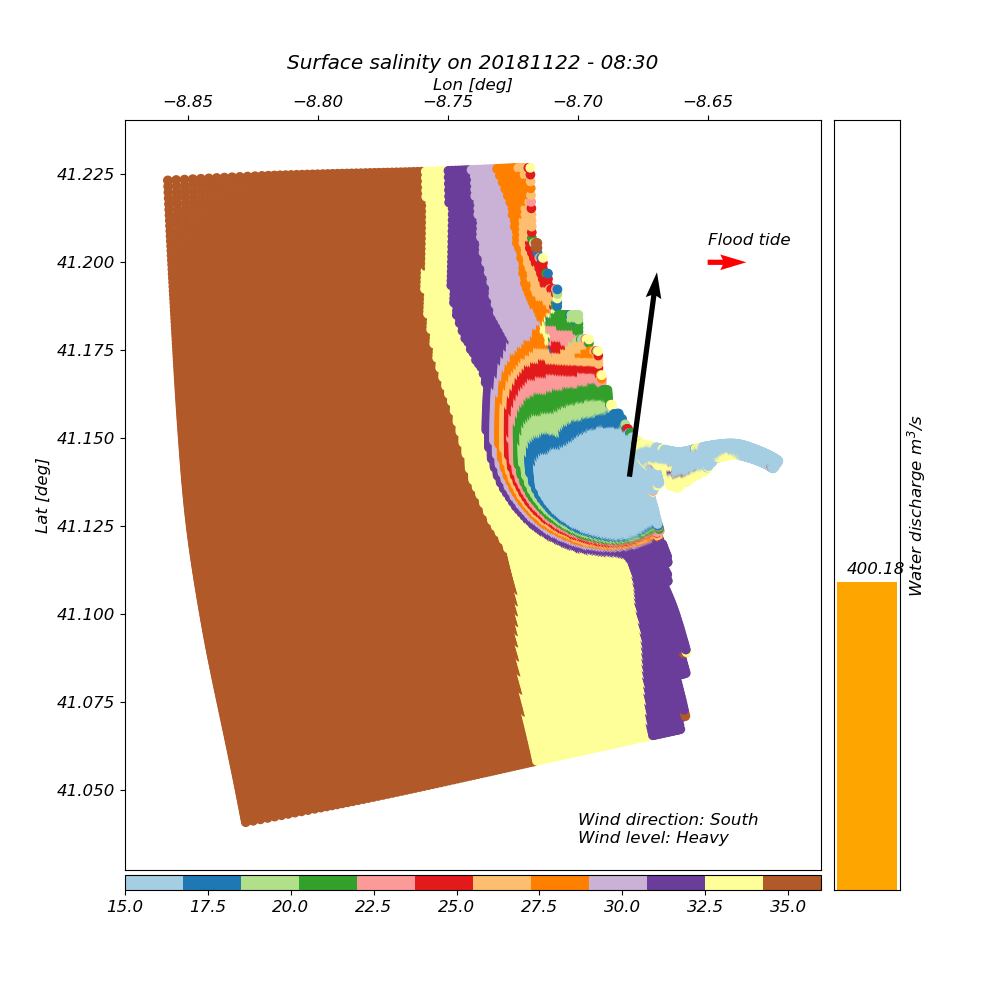 Surface salinity on 20181122 - 08:30
Lon [deg]
−8.85 −8.80 −8.75 −8.70 −8.65
41.225
41.200
41.175
41.150
41.125
41.100
41.075
41.050
Lat [deg]
Flood tide
Wind direction: South
Wind level: Heavy
400.18
Water discharge m³/s
15.0 17.5 20.0 22.5 25.0 27.5 30.0 32.5 35.0